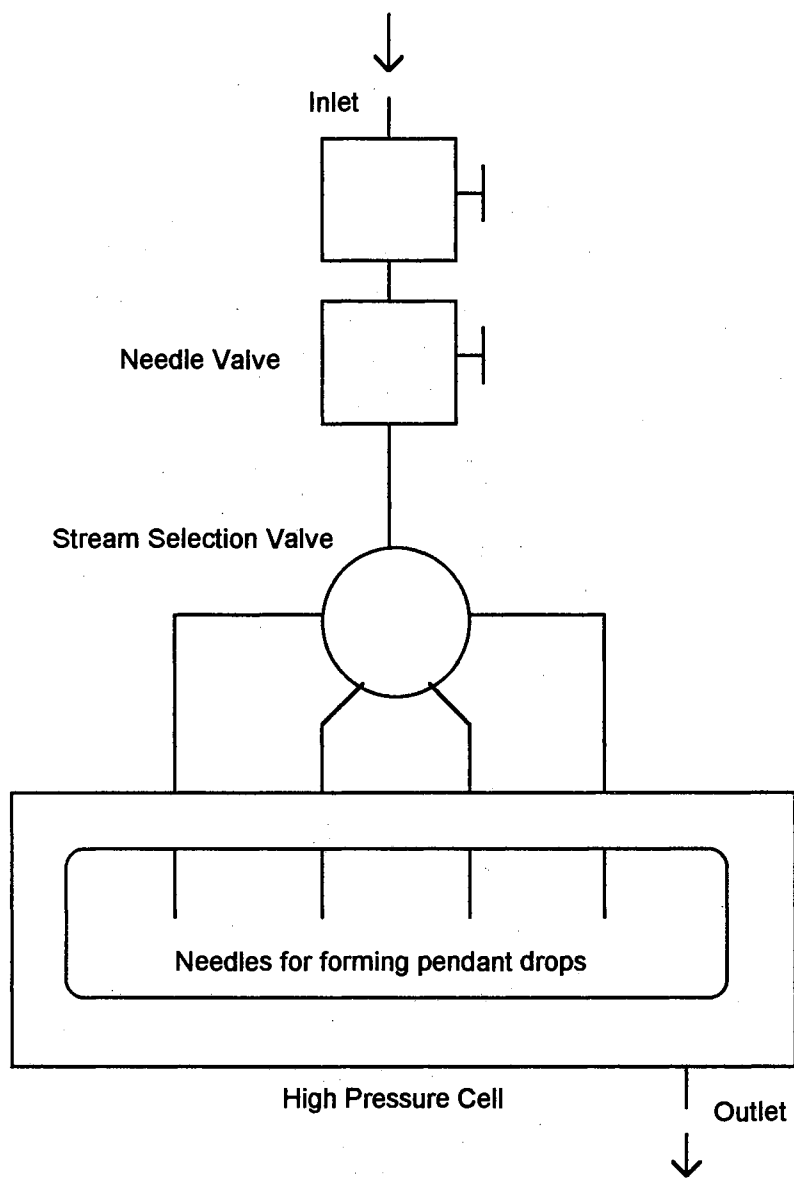 Inlet
Needle Valve
Stream Selection Valve
Needles for forming pendant drops
High Pressure Cell
Outlet